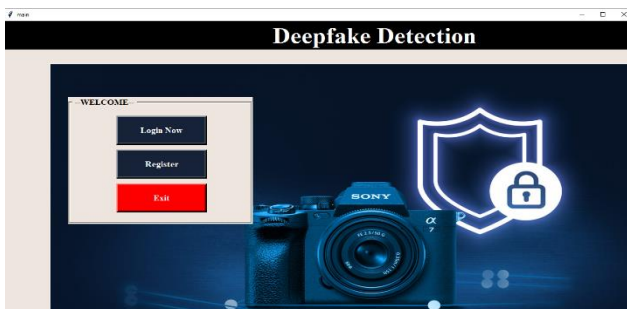 main
Deepfake Detection
--WELCOME--
Login Now
Register
Exit
SONY
α
7